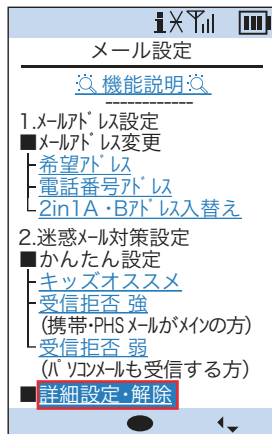 メール設定
機能説明
1.メールアドレス設定
■メールアドレス変更
希望アドレス
電話番号アドレス
2in1A・Bアドレス入替え
2.迷惑メール対策設定
■かんたん設定
キッズオススメ
受信拒否 強
(携帯・PHSメールがメインの方)
受信拒否 弱
(パソコンメールも受信する方)
■詳細設定・解除